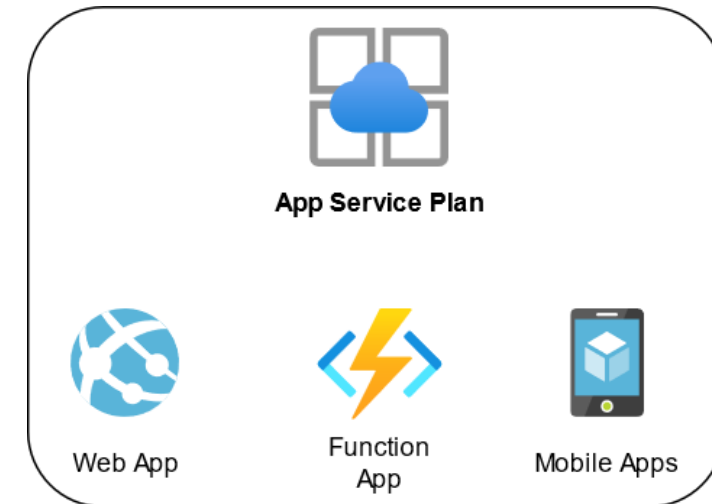 App Service Plan
Web App
Function
App
Mobile Apps